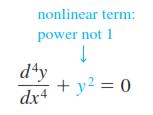 nonlinear term:
power not 1
d⁴y/dx⁴ + y² = 0